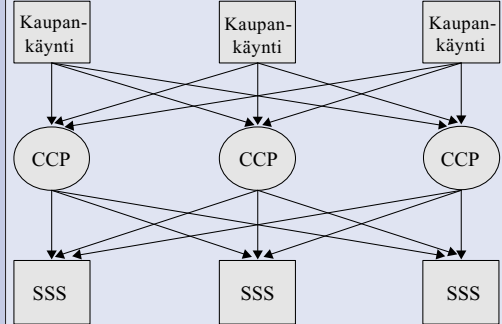 Kaupan-
käynti
Kaupan-
käynti
Kaupan-
käynti
CCP
CCP
CCP
SSS
SSS
SSS